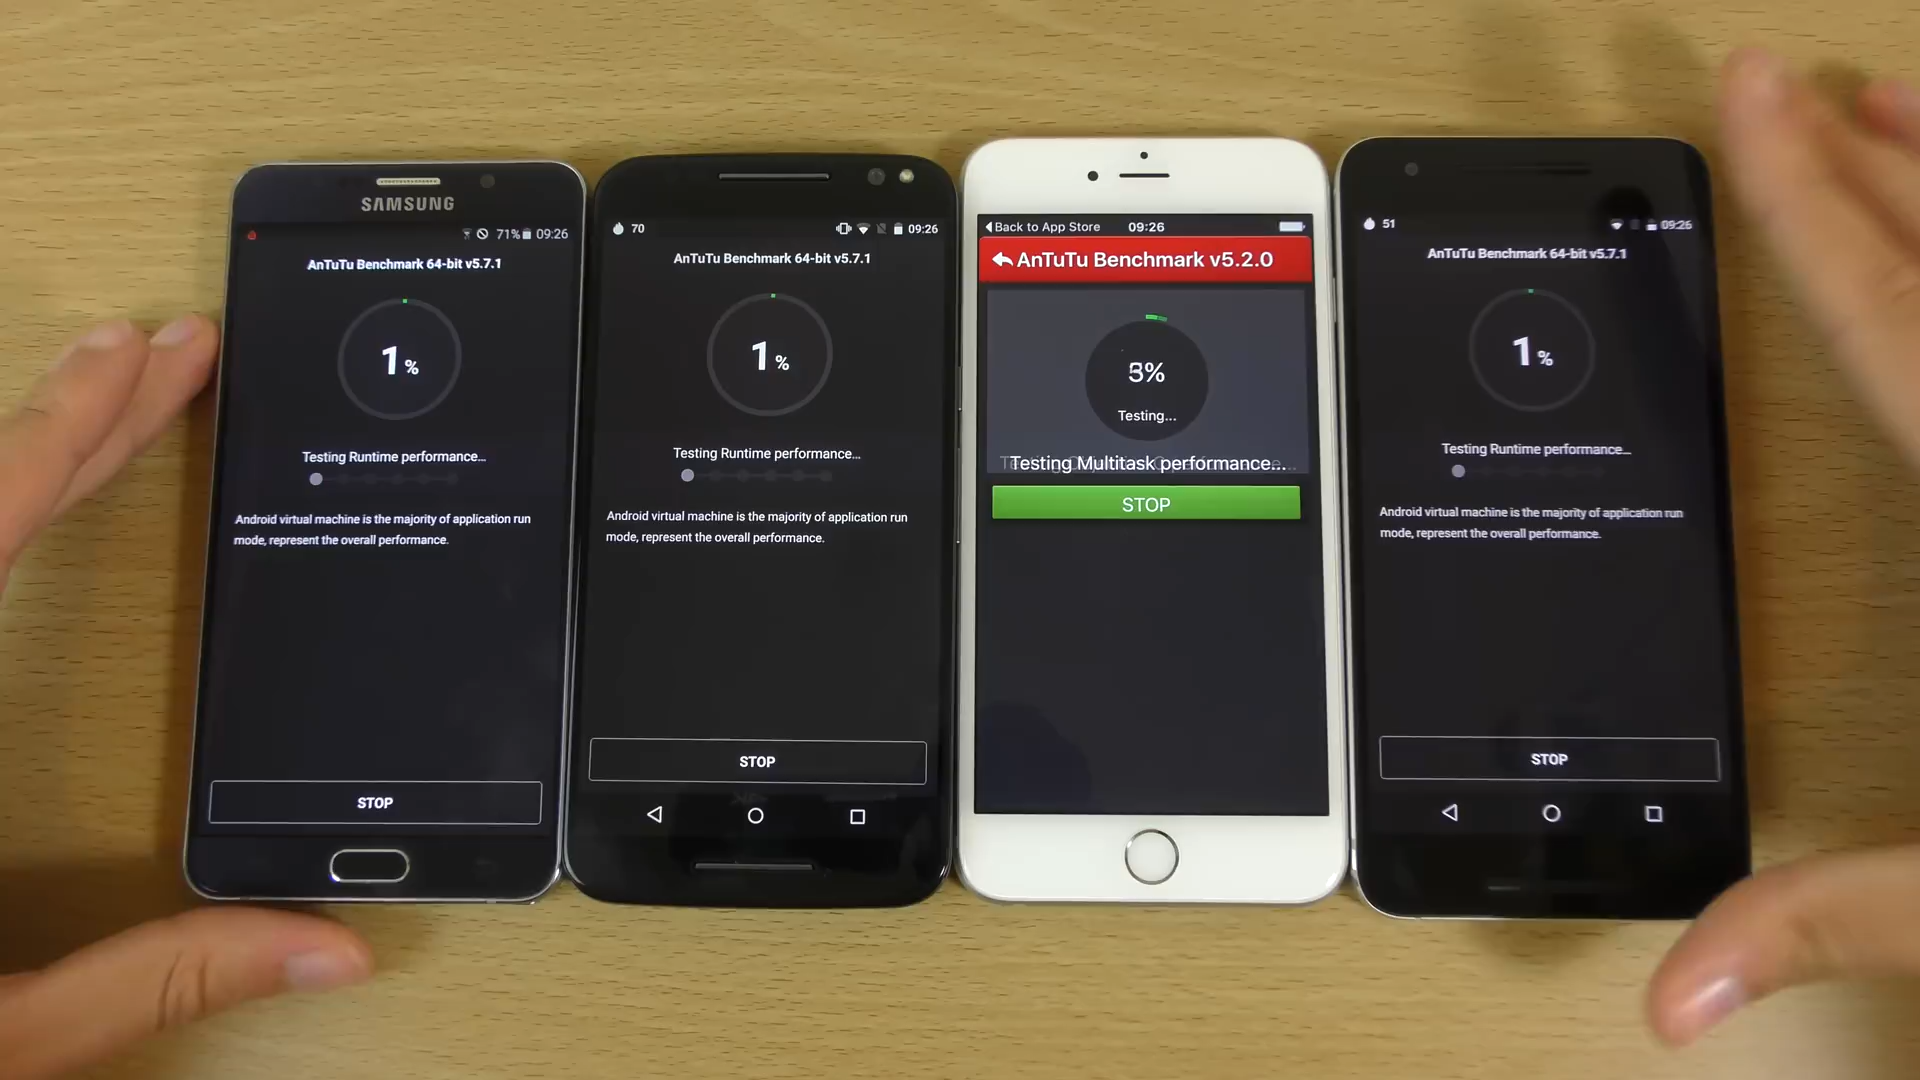 SAMSUNG
71% 09:26
AnTuTu Benchmark 64-bit v5.7.1
1%
Testing Runtime performance...
Android virtual machine is the majority of application run
mode, represent the overall performance.
STOP
70
09:26
AnTuTu Benchmark 64-bit v5.7.1
1%
Testing Runtime performance...
Android virtual machine is the majority of application run
mode, represent the overall performance.
STOP
Back to App Store 09:26
AnTuTu Benchmark v5.2.0
Testing...
Testing Multitask performance...
STOP
51
09:26
AnTuTu Benchmark 64-bit v5.7.1
1%
Testing Runtime performance...
Android virtual machine is the majority of application run
mode, represent the overall performance.
STOP